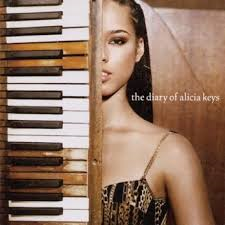 the diary of alicia keys